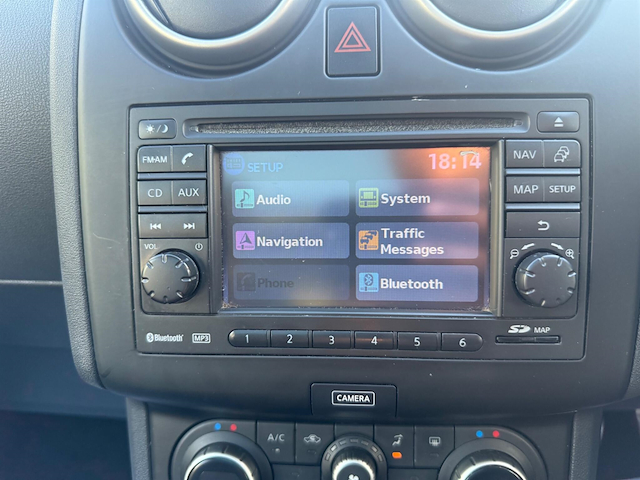 SETUP 18:14
FM•AM NAV
CD AUX MAP SETUP
Audio System
Navigation Traffic
Messages
Phone Bluetooth
VOL
Bluetooth MP3 1 2 3 4 5 6 SD MAP
CAMERA
A/C